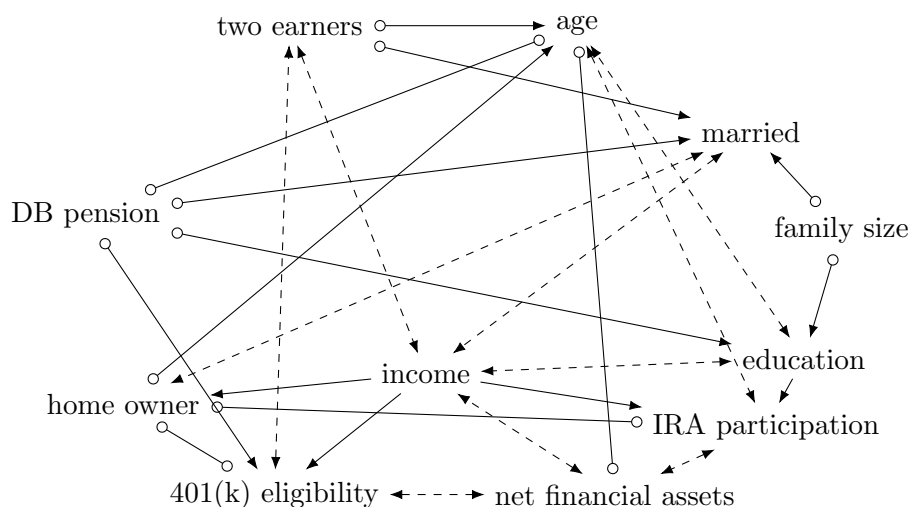 two earners
age
married
DB pension
family size
education
income
home owner
IRA participation
401(k) eligibility
net financial assets